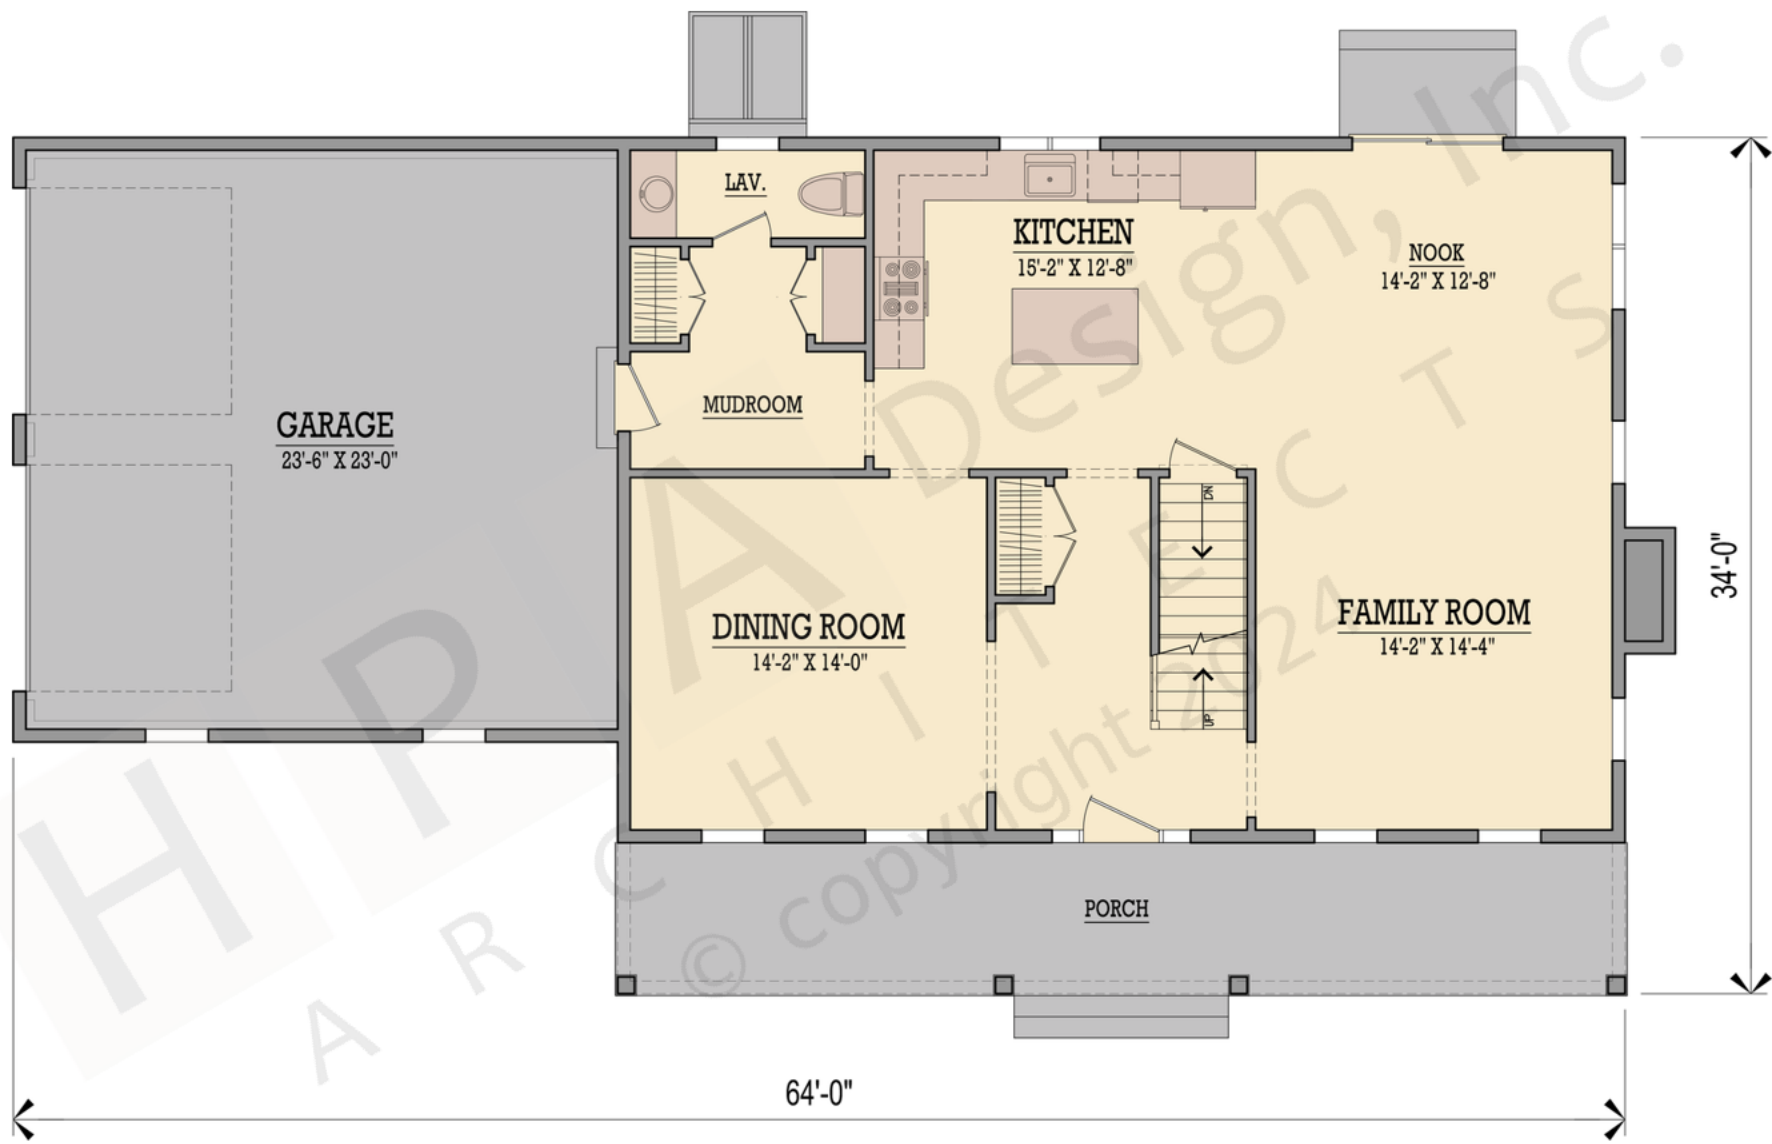 LAV.
KITCHEN
15'-2" X 12'-8"
NOOK
14'-2" X 12'-8"
MUDROOM
GARAGE
23'-6" X 23'-0"
DN
DINING ROOM
14'-2" X 14'-0"
FAMILY ROOM
14'-2" X 14'-4"
UP
34'-0"
PORCH
64'-0"
HPA Design, Inc.
ARCHITECTS
© copyright 2024